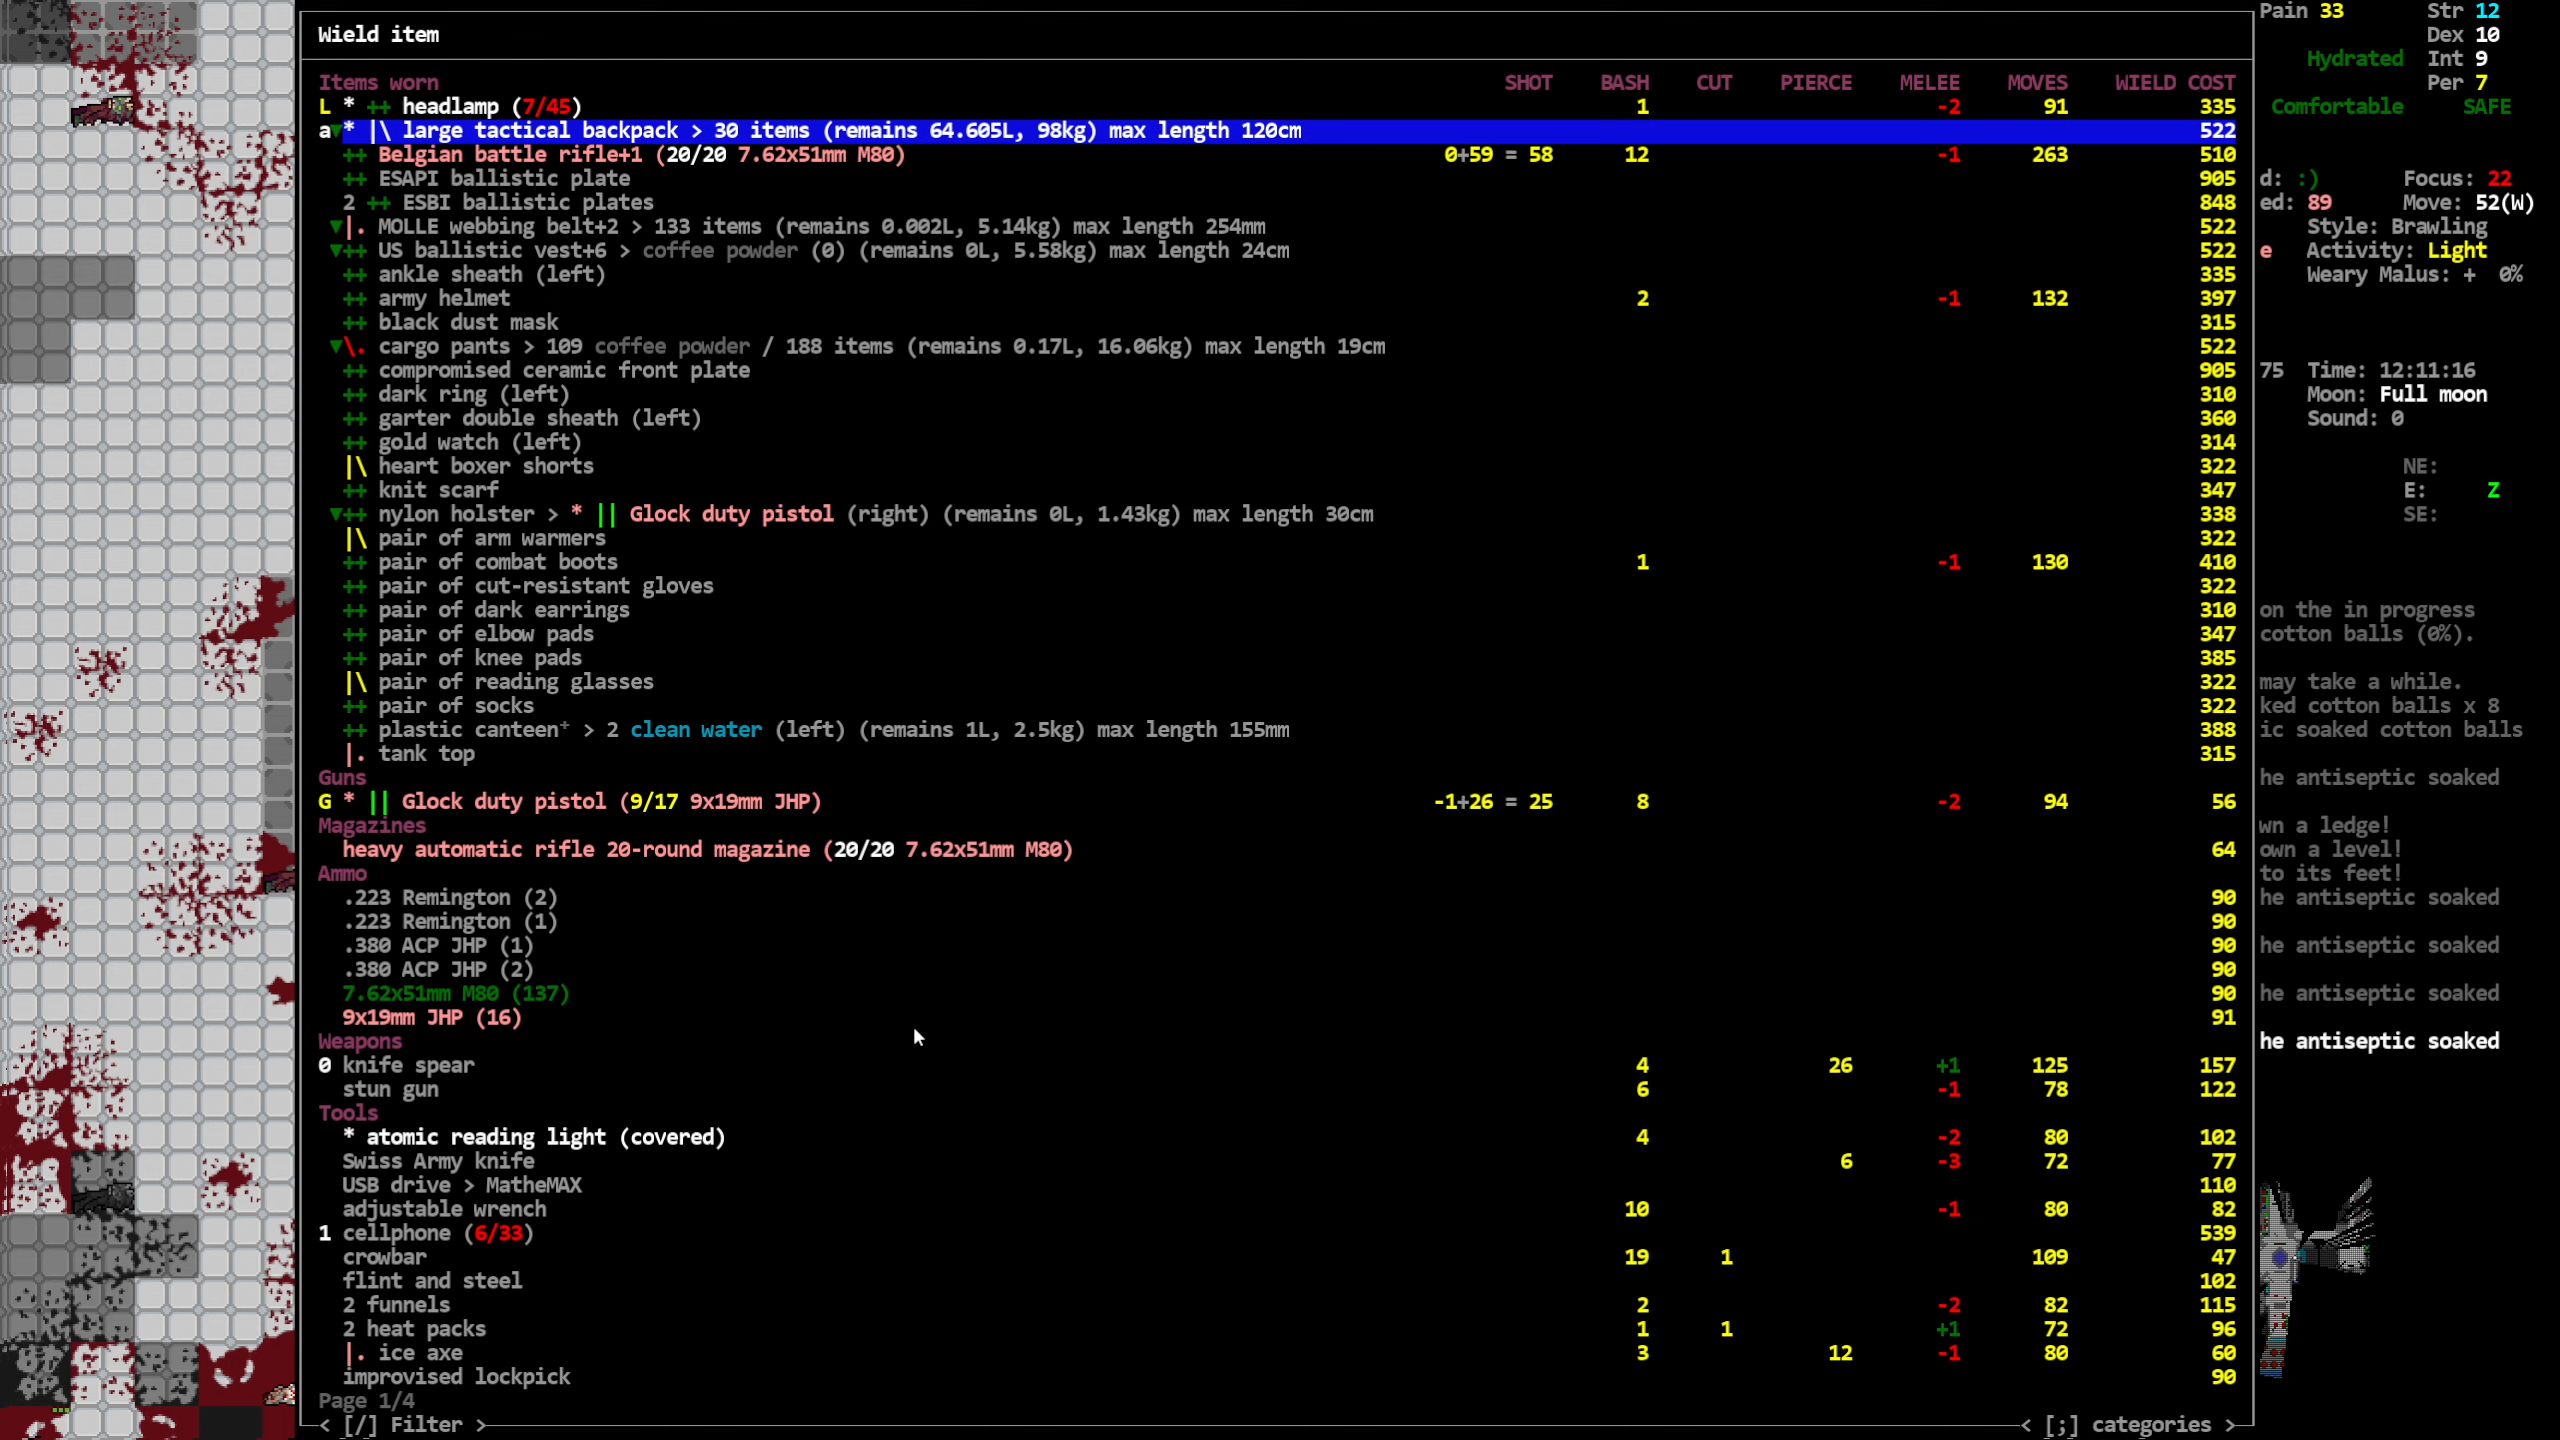 Wield item
Items worn SHOT BASH CUT PIERCE MELEE MOVES WIELD COST
L * ++ headlamp (7/45) 1 -2 91 335
a▼* |\ large tactical backpack > 30 items (remains 64.605L, 98kg) max length 120cm 522
++ Belgian battle rifle+1 (20/20 7.62x51mm M80) 0+59 = 58 12 -1 263 510
++ ESAPI ballistic plate 905
2 ++ ESBI ballistic plates 848
▼|. MOLLE webbing belt+2 > 133 items (remains 0.002L, 5.14kg) max length 254mm 522
▼++ US ballistic vest+6 > coffee powder (0) (remains 0L, 5.58kg) max length 24cm 522
++ ankle sheath (left) 335
++ army helmet 2 -1 132 397
++ black dust mask 315
▼\. cargo pants > 109 coffee powder / 188 items (remains 0.17L, 16.06kg) max length 19cm 522
++ compromised ceramic front plate 905
++ dark ring (left) 310
++ garter double sheath (left) 360
++ gold watch (left) 314
|\ heart boxer shorts 322
++ knit scarf 347
▼++ nylon holster > * || Glock duty pistol (right) (remains 0L, 1.43kg) max length 30cm 338
|\ pair of arm warmers 322
++ pair of combat boots 1 -1 130 410
++ pair of cut-resistant gloves 322
++ pair of dark earrings 310
++ pair of elbow pads 347
++ pair of knee pads 385
|\ pair of reading glasses 322
++ pair of socks 322
++ plastic canteen⁺ > 2 clean water (left) (remains 1L, 2.5kg) max length 155mm 388
|. tank top 315
Guns
G * || Glock duty pistol (9/17 9x19mm JHP) -1+26 = 25 8 -2 94 56
Magazines
heavy automatic rifle 20-round magazine (20/20 7.62x51mm M80) 64
Ammo
.223 Remington (2) 90
.223 Remington (1) 90
.380 ACP JHP (1) 90
.380 ACP JHP (2) 90
7.62x51mm M80 (137) 90
9x19mm JHP (16) 91
Weapons
0 knife spear 4 26 +1 125 157
stun gun 6 -1 78 122
Tools
* atomic reading light (covered) 4 -2 80 102
Swiss Army knife 6 -3 72 77
USB drive > MatheMAX 110
adjustable wrench 10 -1 80 82
1 cellphone (6/33) 539
crowbar 19 1 109 47
flint and steel 102
2 funnels 2 -2 82 115
2 heat packs 1 1 +1 72 96
|. ice axe 3 12 -1 80 60
improvised lockpick 90
Page 1/4
< [/] Filter > < [;] categories >
Pain 33 Str 12
Dex 10
Hydrated Int 9
Per 7
Comfortable SAFE
d: :) Focus: 22
ed: 89 Move: 52(W)
Style: Brawling
e Activity: Light
Weary Malus: + 0%
75 Time: 12:11:16
Moon: Full moon
Sound: 0
NE:
E: Z
SE:
on the in progress
cotton balls (0%).
may take a while.
ked cotton balls x 8
ic soaked cotton balls
he antiseptic soaked
wn a ledge!
own a level!
to its feet!
he antiseptic soaked
he antiseptic soaked
he antiseptic soaked
he antiseptic soaked